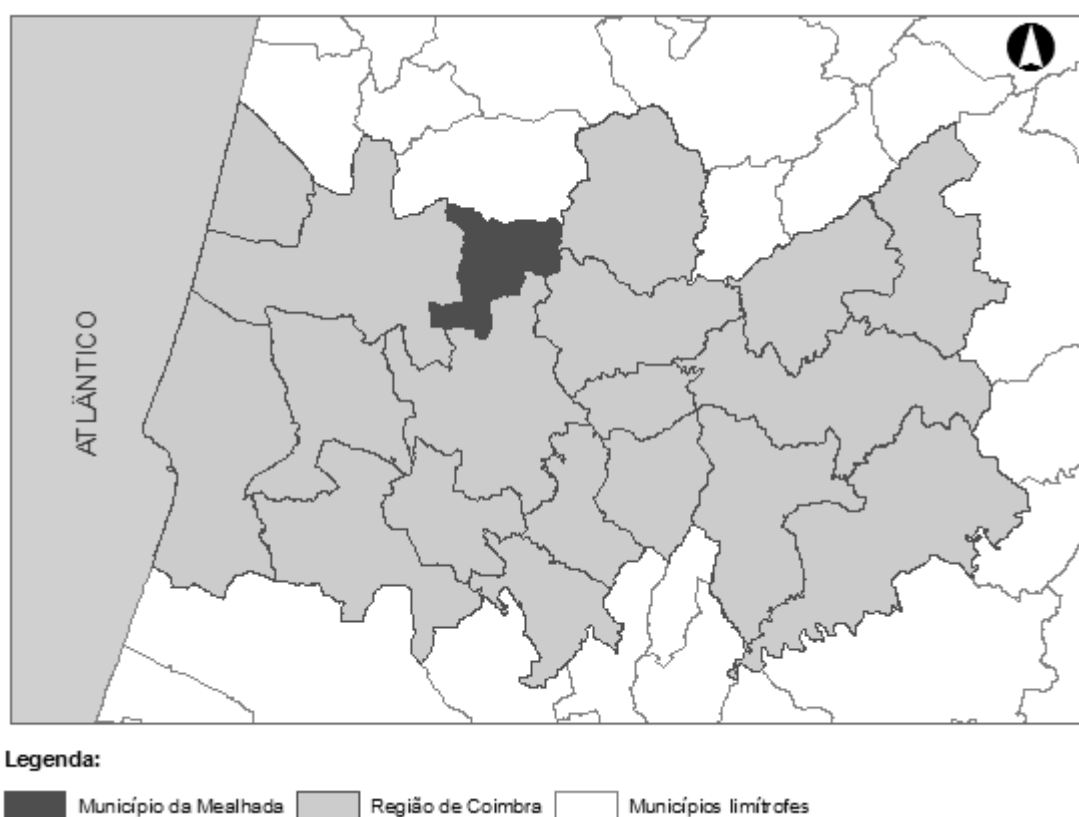 ATLÂNTICO
Legenda:
Município da Mealhada Região de Coimbra Municípios limítrofes